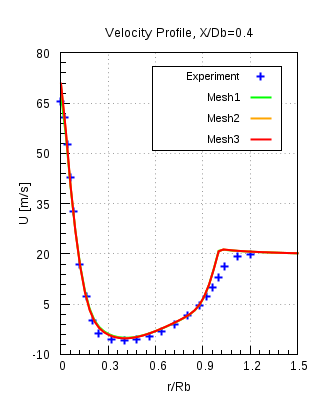 Velocity Profile, X/Db=0.4
80
65
50
35
20
5
-10
U [m/s]
Experiment
Mesh1
Mesh2
Mesh3
0 0.3 0.6 0.9 1.2 1.5
r/Rb